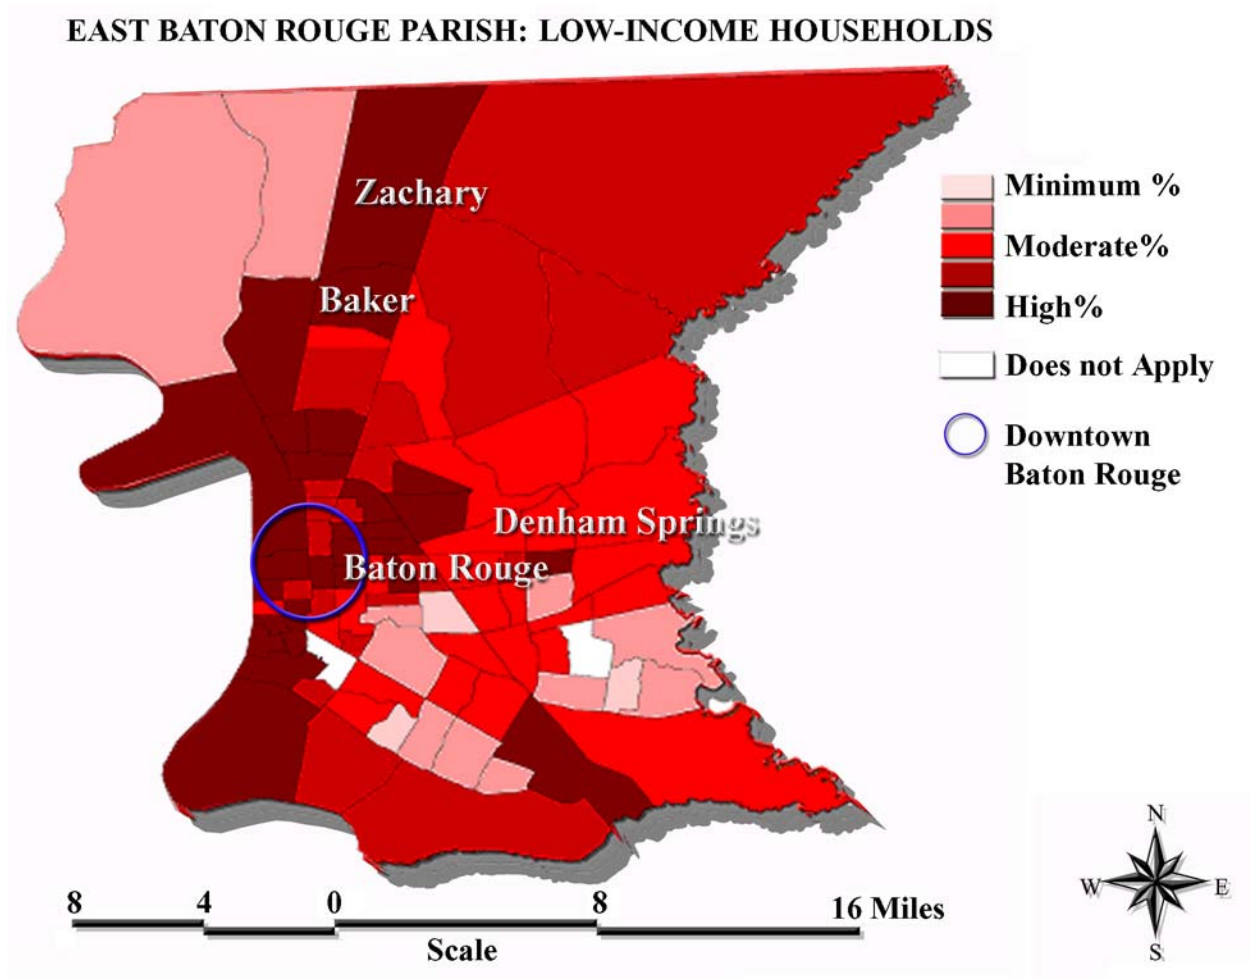 EAST BATON ROUGE PARISH: LOW-INCOME HOUSEHOLDS
Zachary
Baker
Denham Springs
Baton Rouge
Minimum %
Moderate%
High%
Does not Apply
Downtown
Baton Rouge
8 4 0 8 16 Miles
Scale
N
W E
S